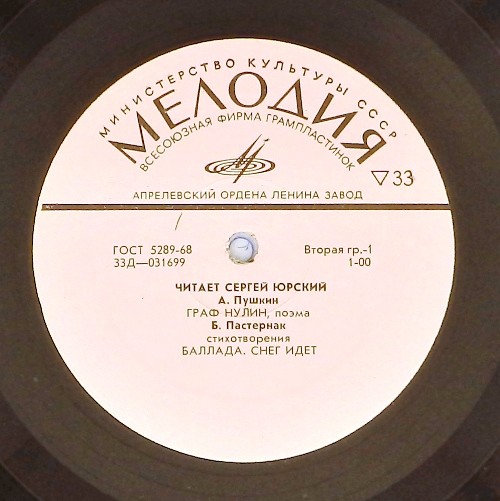 МИНИСТЕРСТВО КУЛЬТУРЫ СССР
МЕЛОДИЯ
ВСЕСОЮЗНАЯ ФИРМА ГРАМПЛАСТИНОК
▽33
АПРЕЛЕВСКИЙ ОРДЕНА ЛЕНИНА ЗАВОД
ГОСТ 5289-68 Вторая гр.-1
33Д—031699 1-00
ЧИТАЕТ СЕРГЕЙ ЮРСКИЙ
А. Пушкин
ГРАФ НУЛИН, поэма
Б. Пастернак
стихотворения
БАЛЛАДА. СНЕГ ИДЕТ